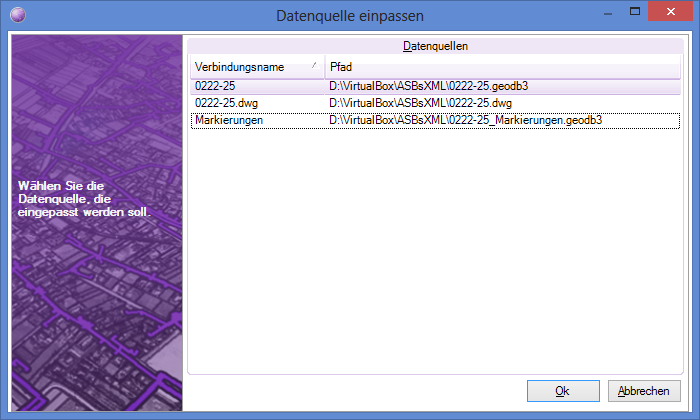 Datenquelle einpassen
Wählen Sie die
Datenquelle, die
eingepasst werden soll.
Datenquellen
Verbindungsname Pfad
0222-25 D:\VirtualBox\ASBsXML\0222-25.geodb3
0222-25.dwg D:\VirtualBox\ASBsXML\0222-25.dwg
Markierungen D:\VirtualBox\ASBsXML\0222-25_Markierungen.geodb3
Ok Abbrechen